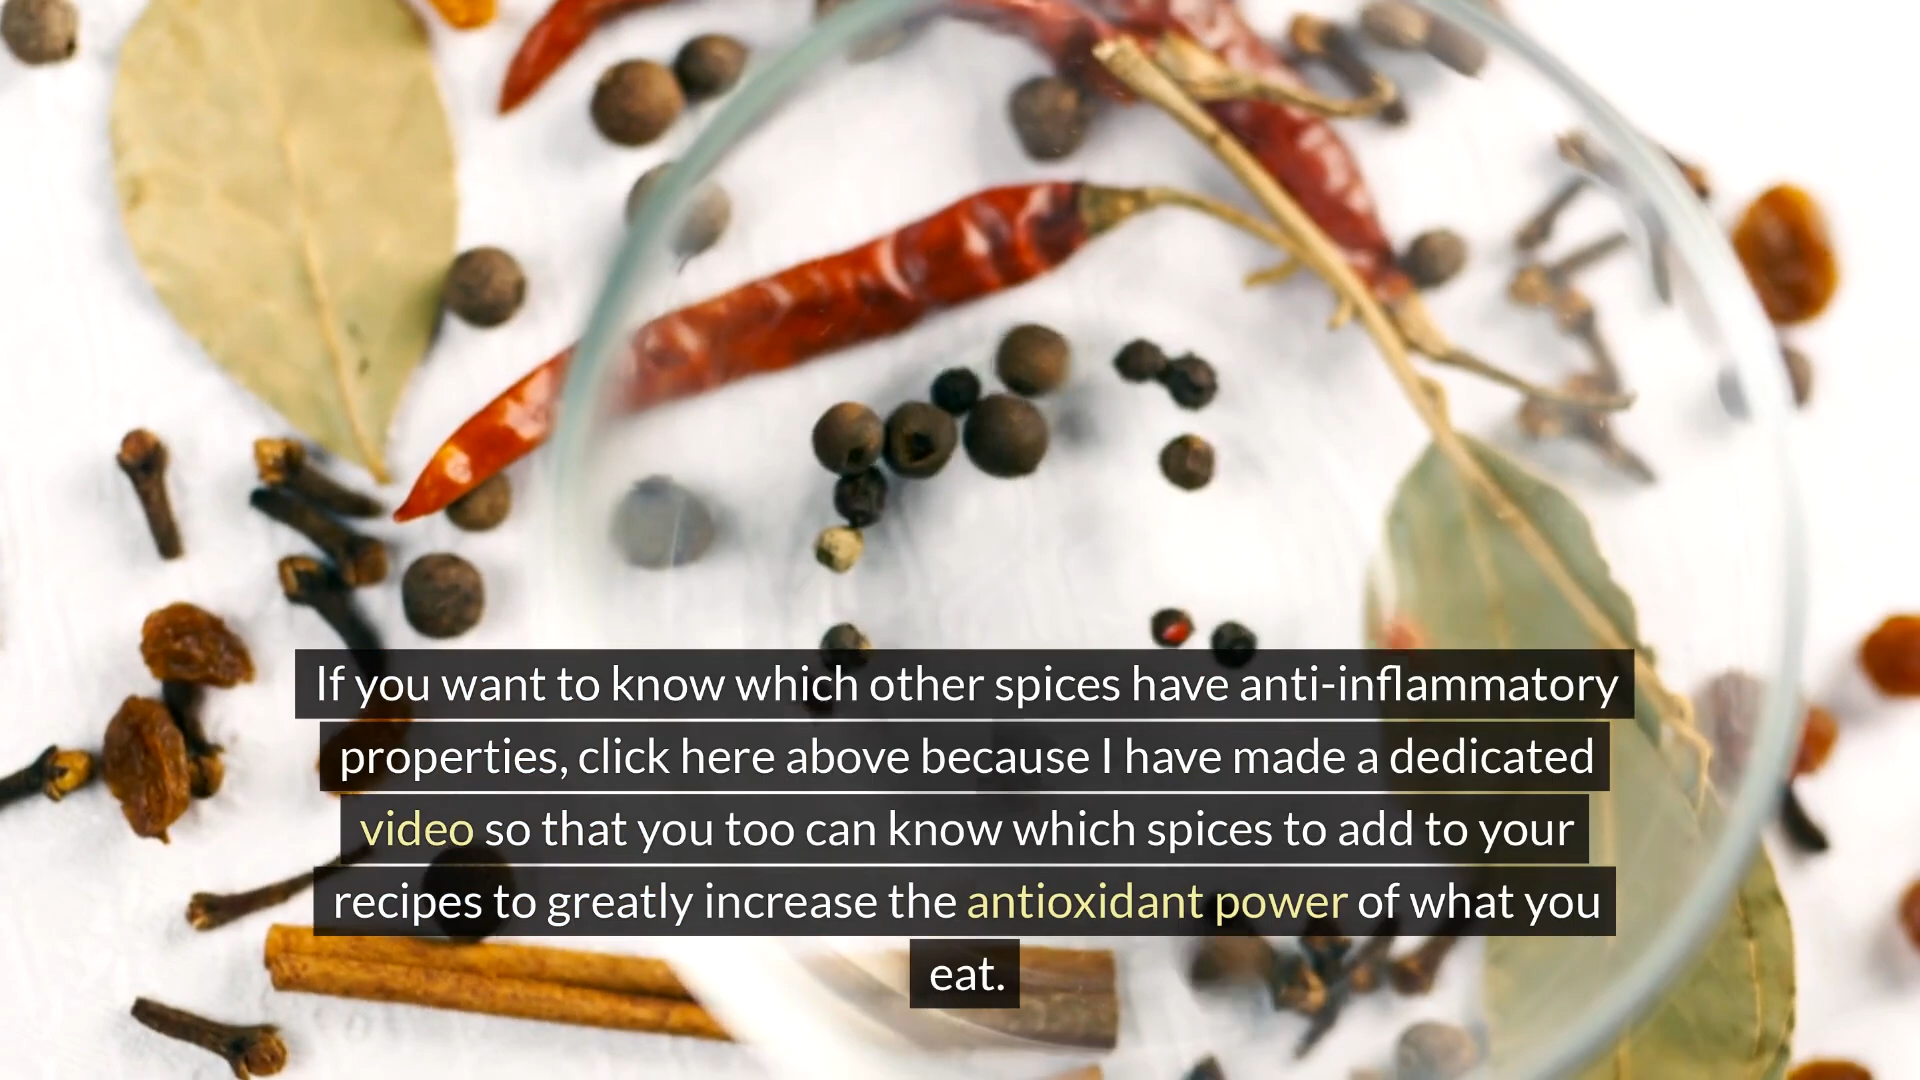 If you want to know which other spices have anti-inflammatory
properties, click here above because I have made a dedicated
video so that you too can know which spices to add to your
recipes to greatly increase the antioxidant power of what you
eat.